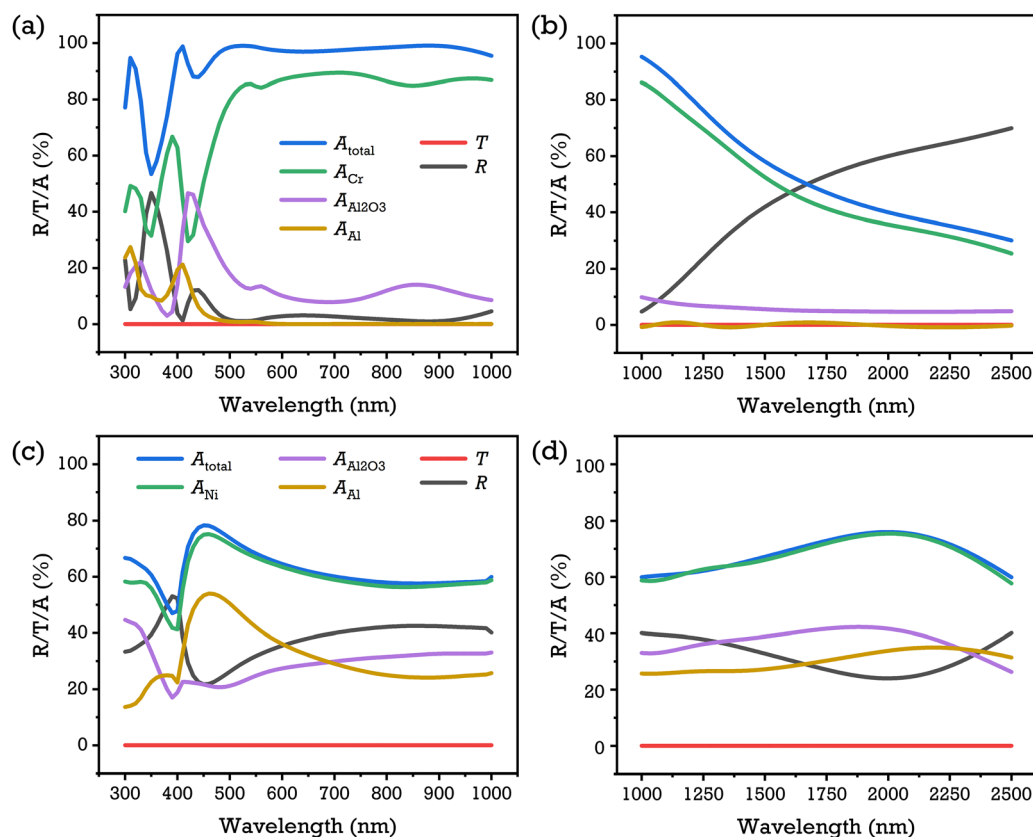 (a)
R/T/A (%)
100
80
60
40
20
0
A_total
A_Cr
A_Al2O3
A_Al
T
R
300 400 500 600 700 800 900 1000
Wavelength (nm)
(b)
R/T/A (%)
100
80
60
40
20
0
1000 1250 1500 1750 2000 2250 2500
Wavelength (nm)
(c)
R/T/A (%)
100
80
60
40
20
0
A_total A_Al2O3 T
A_Ni A_Al R
300 400 500 600 700 800 900 1000
Wavelength (nm)
(d)
R/T/A (%)
100
80
60
40
20
0
1000 1250 1500 1750 2000 2250 2500
Wavelength (nm)